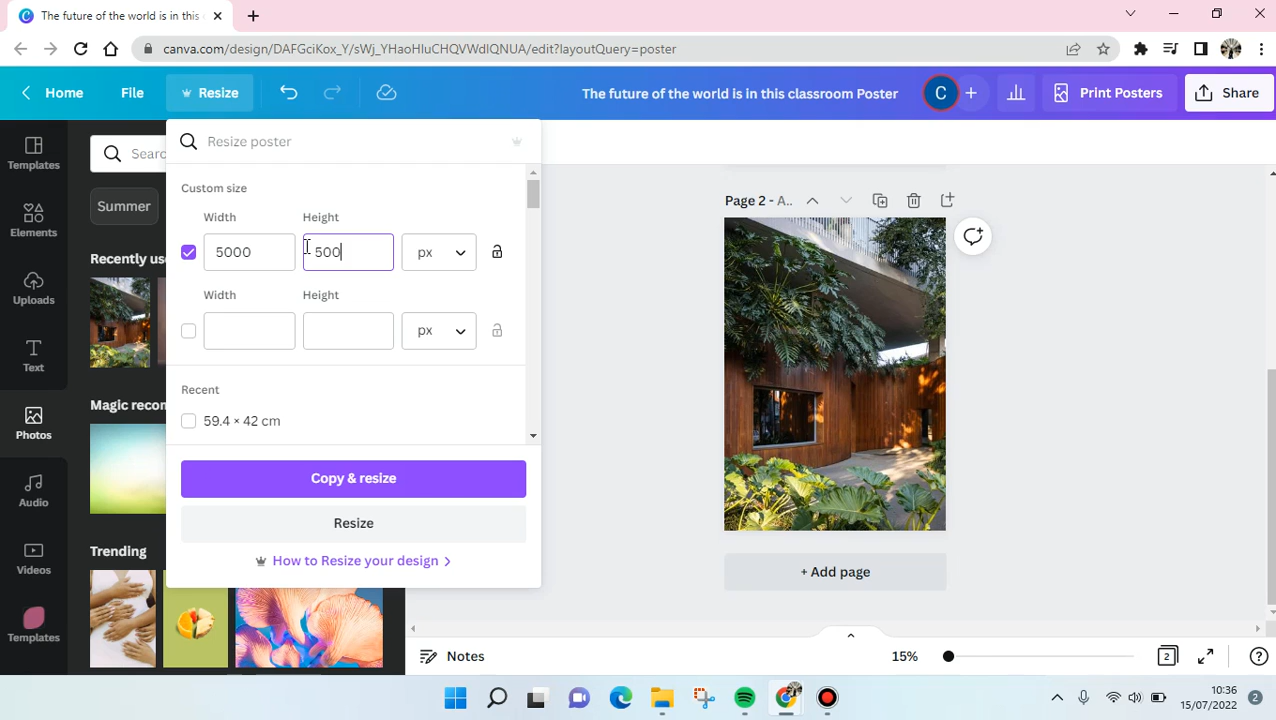 The future of the world is in this c
canva.com/design/DAFGciKox_Y/sWj_YHaoHIuCHQVWdIQNUA/edit?layoutQuery=poster
Home
File
Resize
The future of the world is in this classroom Poster
C
Print Posters
Share
Resize poster
Custom size
Width
Height
5000
500
px
Width
Height
px
Recent
59.4 × 42 cm
Copy & resize
Resize
How to Resize your design
Templates
Elements
Uploads
Text
Photos
Audio
Videos
Templates
Sear
Summer
Recently us
Magic recom
Trending
Page 2 - A..
+ Add page
Notes
15%
2
10:36
15/07/2022
2